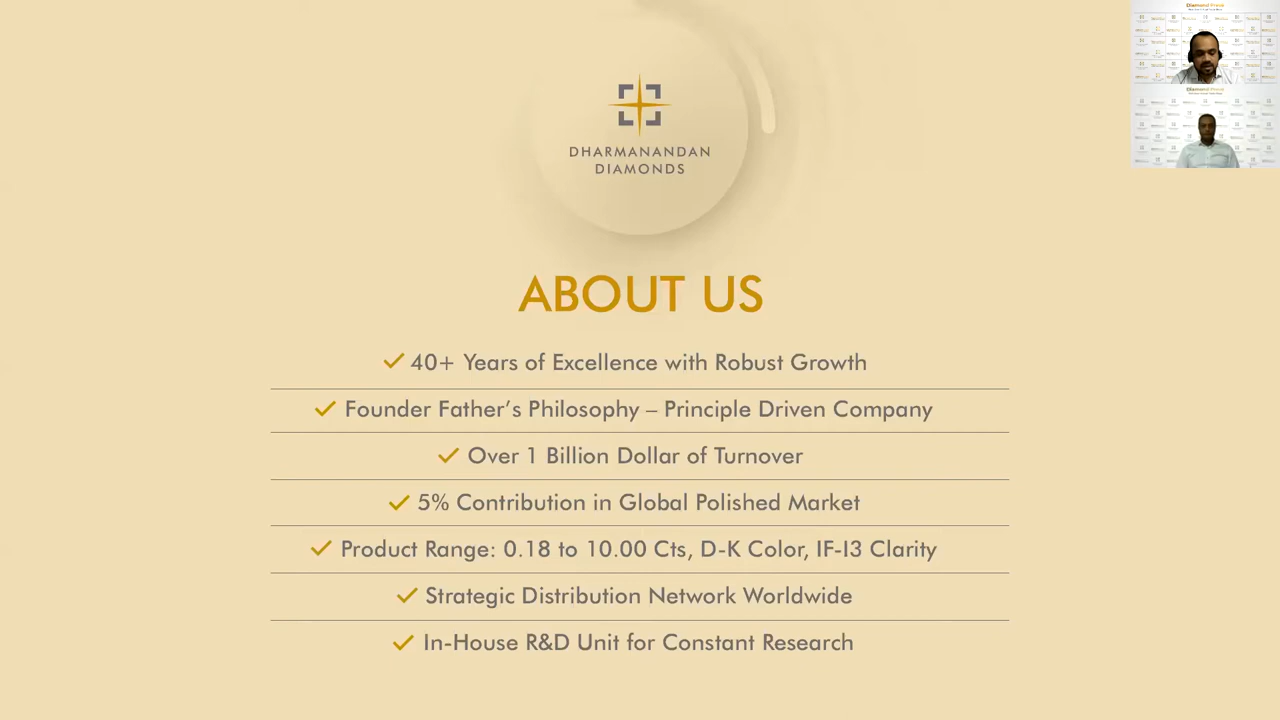 DHARMANANDAN
DIAMONDS
ABOUT US
40+ Years of Excellence with Robust Growth
Founder Father's Philosophy – Principle Driven Company
Over 1 Billion Dollar of Turnover
5% Contribution in Global Polished Market
Product Range: 0.18 to 10.00 Cts, D-K Color, IF-I3 Clarity
Strategic Distribution Network Worldwide
In-House R&D Unit for Constant Research